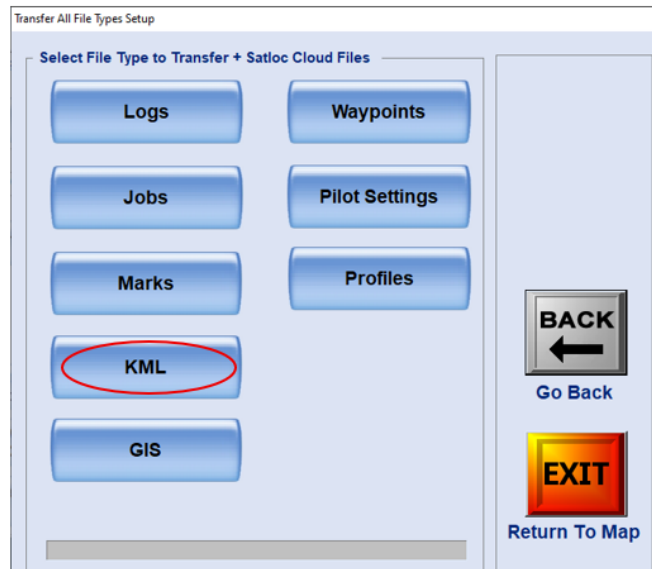 Transfer All File Types Setup
Select File Type to Transfer + Satloc Cloud Files
Logs
Waypoints
Jobs
Pilot Settings
Marks
Profiles
KML
GIS
BACK
Go Back
EXIT
Return To Map